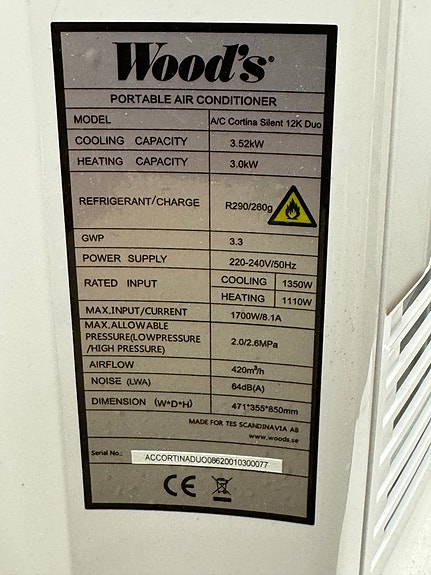 Wood's®
PORTABLE AIR CONDITIONER
MODEL A/C Cortina Silent 12K Duo
COOLING CAPACITY 3.52kW
HEATING CAPACITY 3.0kW
REFRIGERANT/CHARGE R290/260g
GWP 3.3
POWER SUPPLY 220-240V/50Hz
RATED INPUT COOLING 1350W
HEATING 1110W
MAX.INPUT/CURRENT 1700W/8.1A
MAX.ALLOWABLE
PRESSURE(LOWPRESSURE 2.0/2.6MPa
/HIGH PRESSURE)
AIRFLOW 420m³/h
NOISE (LWA) 64dB(A)
DIMENSION (W*D*H) 471*355*850mm
MADE FOR TES SCANDINAVIA AB
www.woods.se
Serial No.: ACCORTINADUO08620010300077
CE